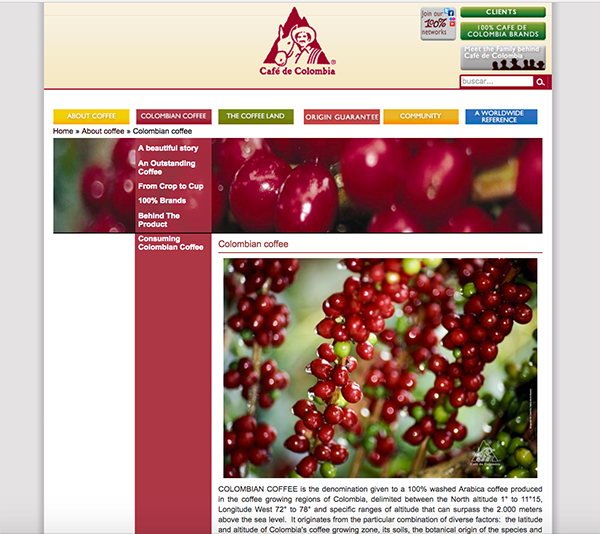 Join our
100%
networks
CLIENTS
100% CAFE DE
COLOMBIA BRANDS
Meet the Family behind
Café de Colombia
Café de Colombia®
buscar...
ABOUT COFFEE
COLOMBIAN COFFEE
THE COFFEE LAND
ORIGIN GUARANTEE
COMMUNITY
A WORLDWIDE
REFERENCE
Home » About coffee » Colombian coffee
A beautiful story
An Outstanding
Coffee
From Crop to Cup
100% Brands
Behind The
Product
Consuming
Colombian Coffee
Colombian coffee
Café de Colombia
COLOMBIAN COFFEE is the denomination given to a 100% washed Arabica coffee produced
in the coffee growing regions of Colombia, delimited between the North altitude 1° to 11°15,
Longitude West 72° to 78° and specific ranges of altitude that can surpass the 2.000 meters
above the sea level. It originates from the particular combination of diverse factors: the latitude
and altitude of Colombia's coffee growing zone, its soils, the botanical origin of the species and